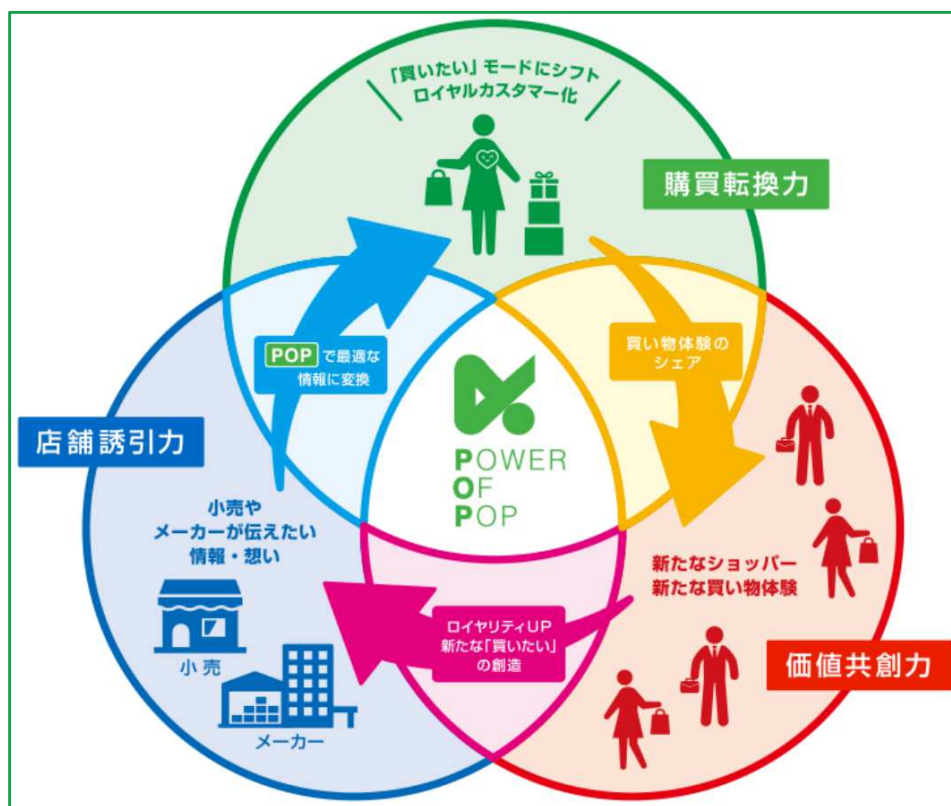 「買いたい」モードにシフト
ロイヤルカスタマー化
購買転換力
POP で最適な
情報に変換
買い物体験の
シェア
店舗誘引力
POWER
OF
POP
小売や
メーカーが伝えたい
情報・想い
小売
メーカー
新たなショッパー
新たな買い物体験
ロイヤリティUP
新たな「買いたい」
の創造
価値共創力